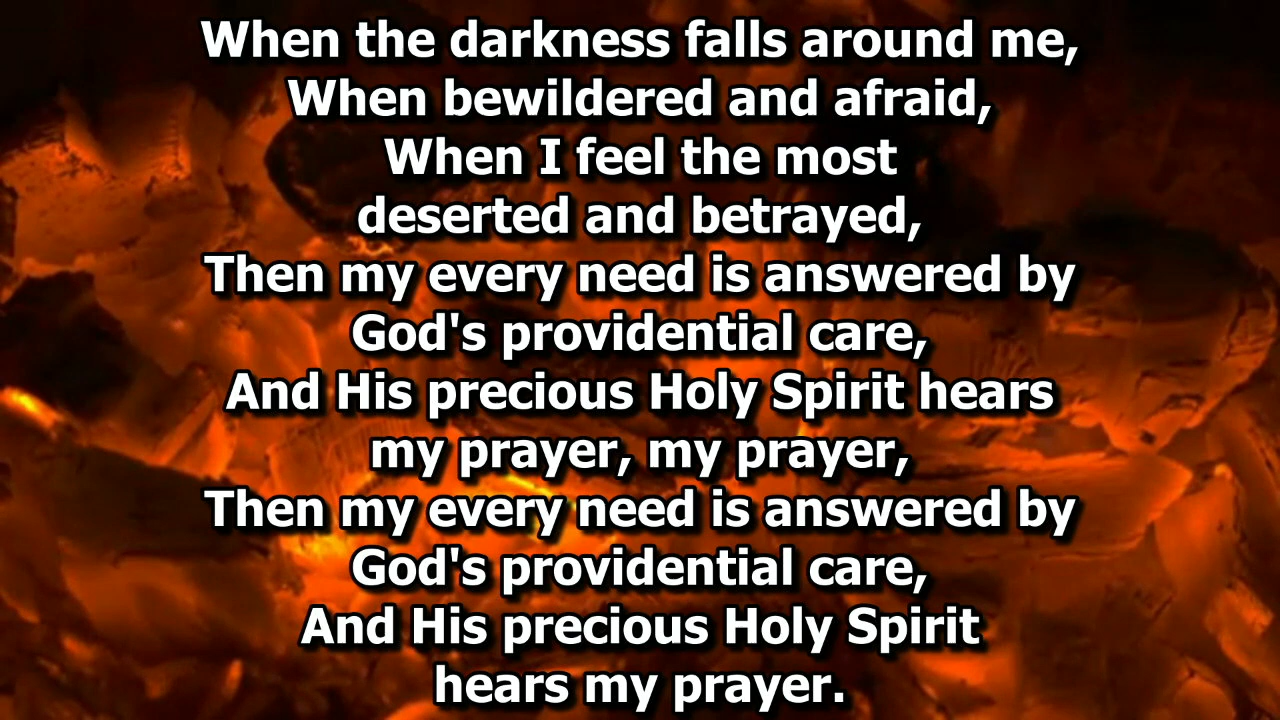 When the darkness falls around me,
When bewildered and afraid,
When I feel the most
deserted and betrayed,
Then my every need is answered by
God's providential care,
And His precious Holy Spirit hears
my prayer, my prayer,
Then my every need is answered by
God's providential care,
And His precious Holy Spirit
hears my prayer.